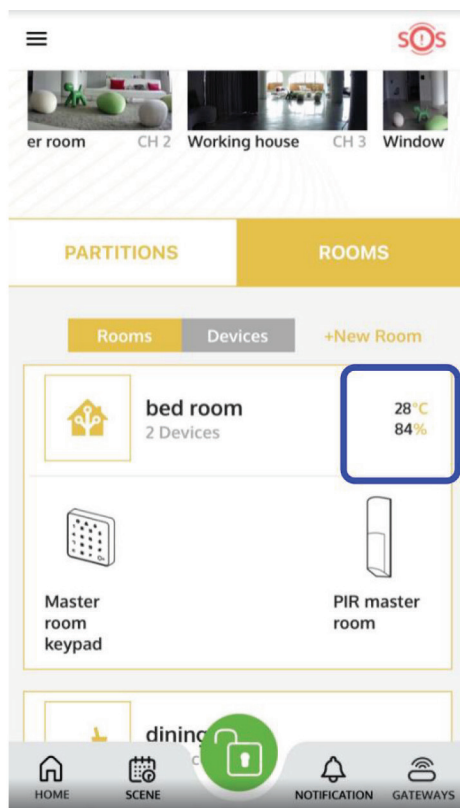 SOS
er room CH 2 Working house CH 3 Window
PARTITIONS ROOMS
Rooms Devices +New Room
bed room 28°C
2 Devices 84%
Master PIR master
room room
keypad
dining
HOME SCENE NOTIFICATION GATEWAYS